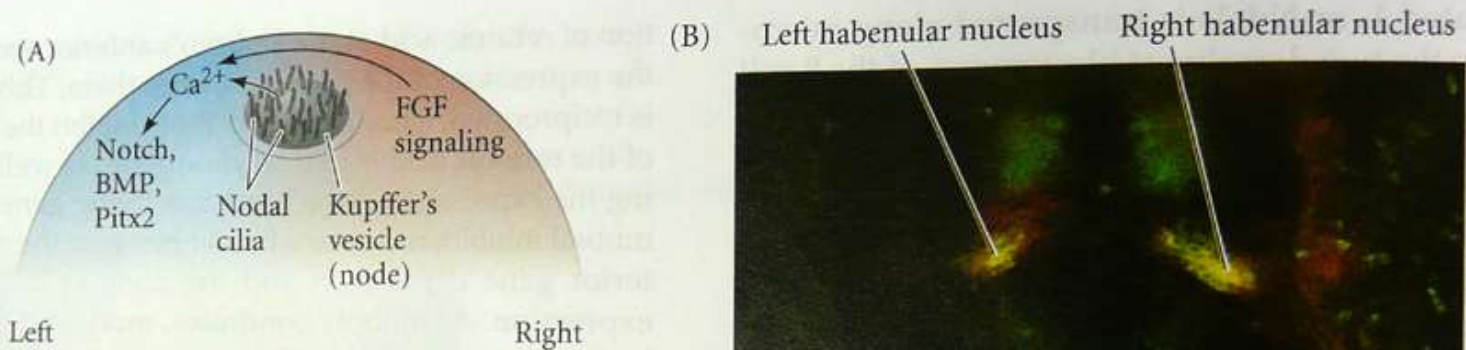 (A)
Ca2+
FGF
signaling
Notch,
BMP,
Pitx2
Nodal
cilia
Kupffer's
vesicle
(node)
Left
Right
(B)
Left habenular nucleus
Right habenular nucleus